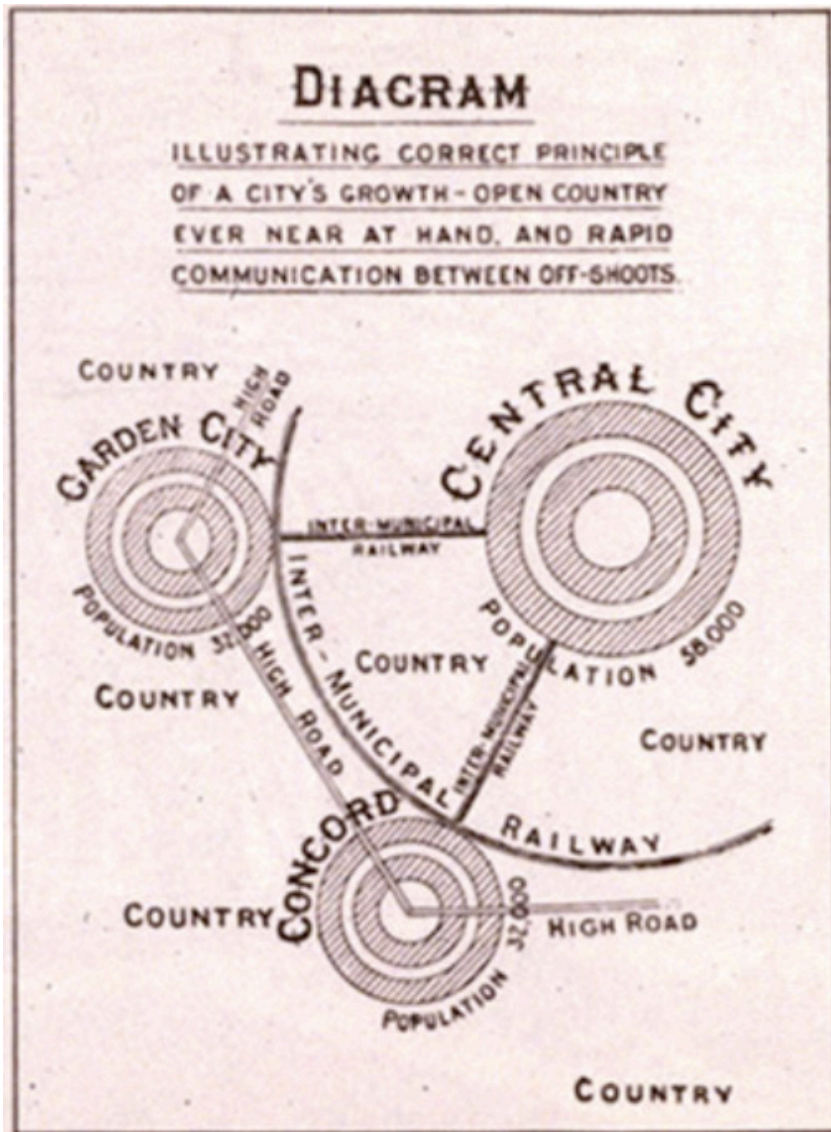 DIAGRAM
ILLUSTRATING CORRECT PRINCIPLE
OF A CITY'S GROWTH - OPEN COUNTRY
EVER NEAR AT HAND, AND RAPID
COMMUNICATION BETWEEN OFF-SHOOTS.
COUNTRY
HIGH
ROAD
GARDEN CITY
CENTRAL CITY
INTER-MUNICIPAL
RAILWAY
POPULATION 32,000
POPULATION 58,000
COUNTRY
HIGH ROAD
COUNTRY
INTER-MUNICIPAL RAILWAY
INTER-MUNICIPAL
RAILWAY
COUNTRY
CONCORD
COUNTRY
POPULATION 32,000
HIGH ROAD
COUNTRY